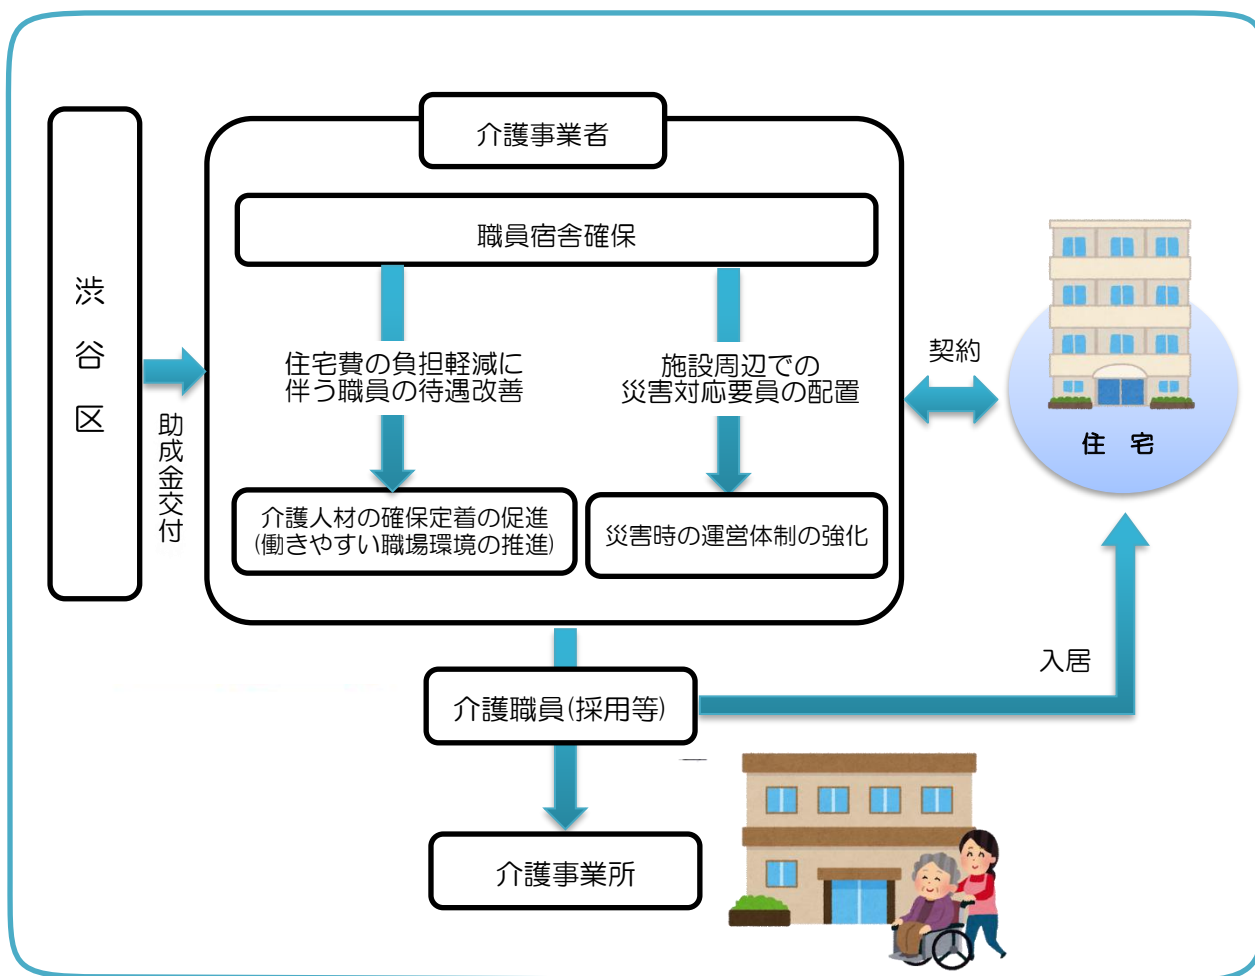 介護事業者
職員宿舎確保
渋谷区
助成金交付
住宅費の負担軽減に
伴う職員の待遇改善
施設周辺での
災害対応要員の配置
契約
住 宅
介護人材の確保定着の促進
(働きやすい職場環境の推進)
災害時の運営体制の強化
入居
介護職員(採用等)
介護事業所